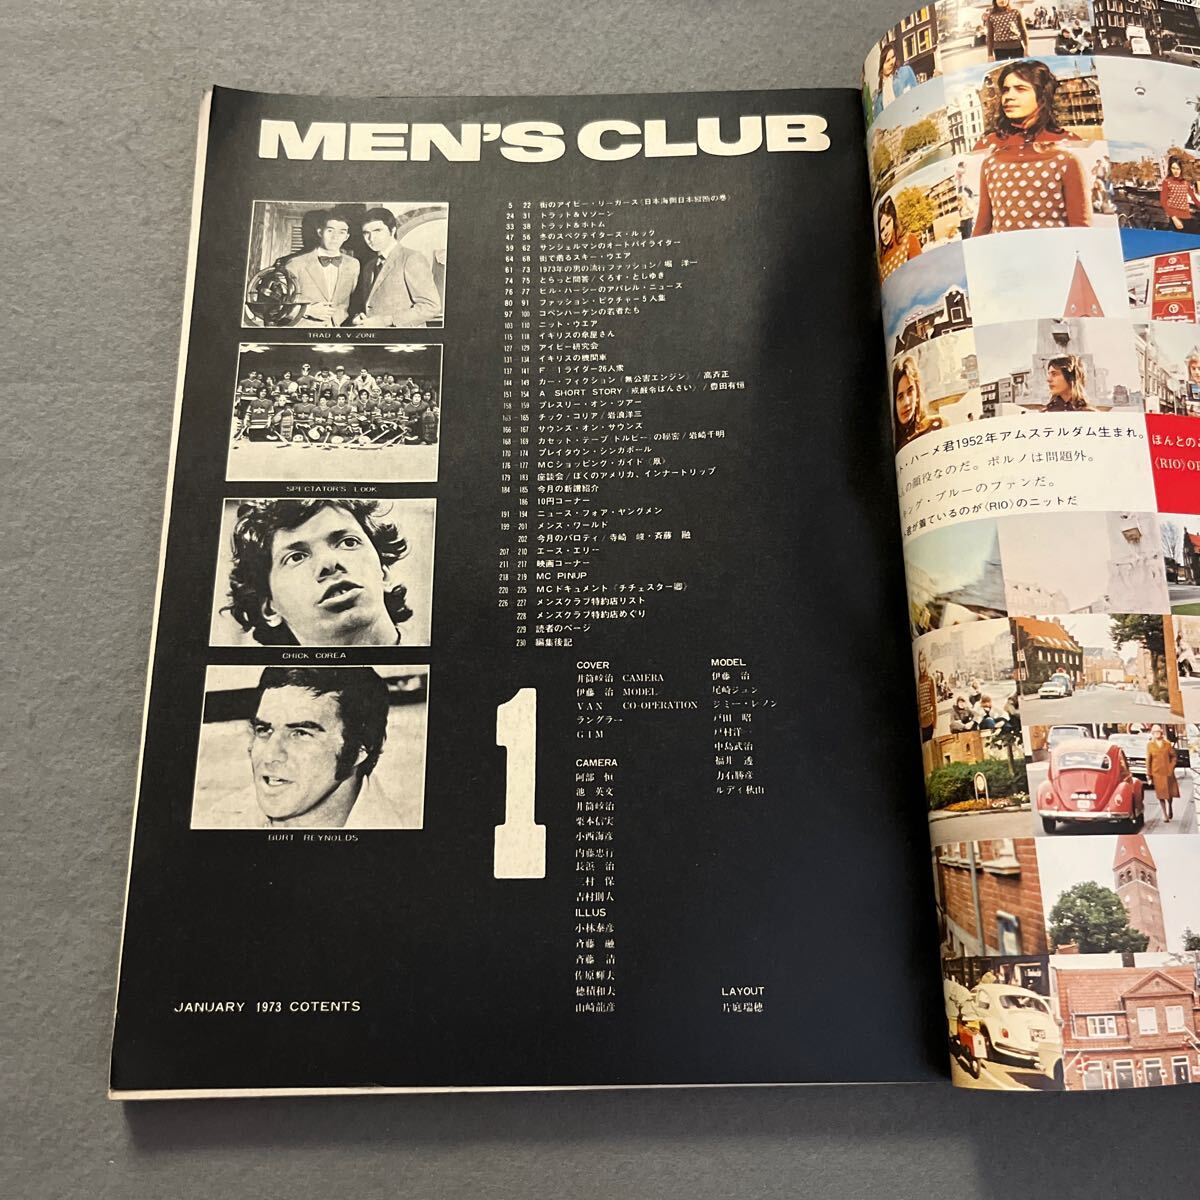 MEN'S CLUB
TRAD & V-ZONE
SPECTATOR'S LOOK
CHICK COREA
BURT REYNOLDS
JANUARY 1973 COTENTS
5 22 街のアイビー・リーガース《日本海側日本縦断の巻》
24 31 トラッド&Vゾーン
33 38 トラッド&ボトム
47 56 冬のスペクテイターズ・ルック
59 62 サンジェルマンのオートバイライダー
64 68 街で着るスキー・ウエア
61 73 1973年の男の流行ファッション/堀 洋一
74 75 とらっど問答/くろす・としゆき
76 77 ビル・ハーシーのアパレル・ニュース
80 91 ファッション・ピクチャー5人集
97 100 コペンハーゲンの若者たち
103 110 ニット・ウエア
115 118 イギリスの傘屋さん
127 129 アイビー研究会
131 134 イギリスの機関車
137 141 F 1ライダー26人衆
144 149 カー・フィクション《無公害エンジン》/高斉正
151 154 A SHORT STORY《戒厳令ばんざい》/豊田有恒
158 159 プレスリー・オン・ツアー
163 165 チック・コリア/岩浪洋三
166 167 サウンズ・オン・サウンズ
168 169 カセット・テープ《ドルビー》の秘密/岩崎千明
170 174 プレイタウン・シンガポール
176 177 MCショッピング・ガイド《凧》
179 183 座談会/ぼくのアメリカ、インナートリップ
184 185 今月の新譜紹介
186 10円コーナー
191 194 ニュース・フォア・ヤングメン
199 201 メンズ・ワールド
202 今月のパロティ/寺崎 ・斉藤 融
207 210 エース・エリー
211 217 映画コーナー
218 219 MC PINUP
220 225 MCドキュメント《チチェスター卿》
226 227 メンズクラブ特約店リスト
228 メンズクラブ特約店めぐり
229 読者のページ
230 編集後記
1
COVER
井筒 治 CAMERA
伊藤 治 MODEL
VAN CO-OPERATION
ラングラー
GIM
CAMERA
阿部 恒
池 英文
井筒 治
栗本信実
小西海彦
内藤忠行
長浜 治
三村 保
吉村則人
ILLUS
小林泰彦
斉藤 融
斉藤 清
佐原輝夫
穂積和夫
山崎龍彦
MODEL
伊藤 治
尾崎ジュン
ジミー・レノン
戸田 昭
戸村洋一
中島武治
福井 透
力石勝彦
ルディ秋山
LAYOUT
片庭瑞穂
ト・ハーメ君1952年アムステルダム生まれ。
の顔役なのだ。ポルノは問題外。
キング・ブルーのファンだ。
君が着ているのが《RIO》のニットだ
ほんとのよ
《RIO》OT